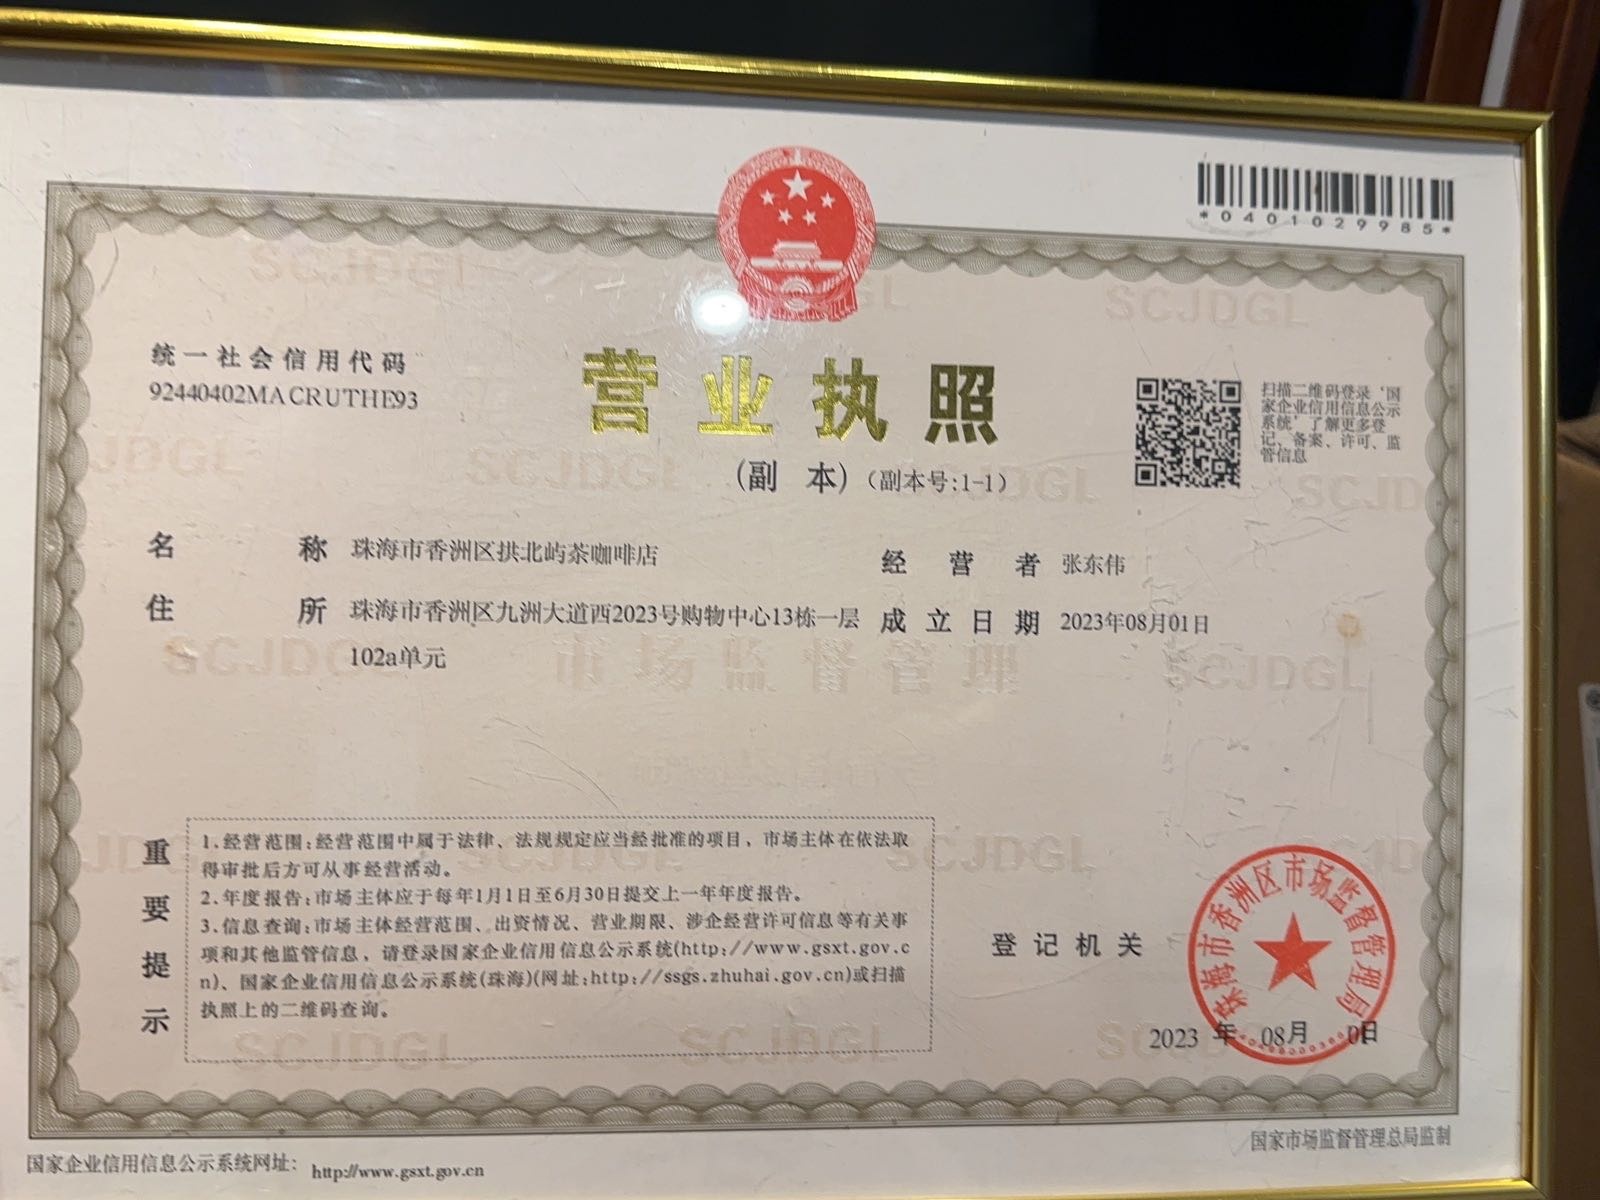 *0401029985*
统一社会信用代码
92440402MACRUTHE93
营业执照
(副 本)(副本号:1-1)
扫描二维码登录‘国
家企业信用信息公示
系统’了解更多登
记、备案、许可、监
管信息
名 称 珠海市香洲区拱北屿茶咖啡店
经 营 者 张东伟
住 所 珠海市香洲区九洲大道西2023号购物中心13栋一层
102a单元
成 立 日 期 2023年08月01日
SCJDGL
市场监督管理
重要提示
1.经营范围:经营范围中属于法律、法规规定应当经批准的项目，市场主体在依法取
得审批后方可从事经营活动。
2.年度报告:市场主体应于每年1月1日至6月30日提交上一年年度报告。
3.信息查询:市场主体经营范围、出资情况、营业期限、涉企经营许可信息等有关事
项和其他监管信息，请登录国家企业信用信息公示系统(http://www.gsxt.gov.c
n)、国家企业信用信息公示系统(珠海)(网址:http://ssgs.zhuhai.gov.cn)或扫描
执照上的二维码查询。
登 记 机 关
珠海市香洲区市场监督管理局
2023 年 08月 日
国家企业信用信息公示系统网址: http://www.gsxt.gov.cn
国家市场监督管理总局监制